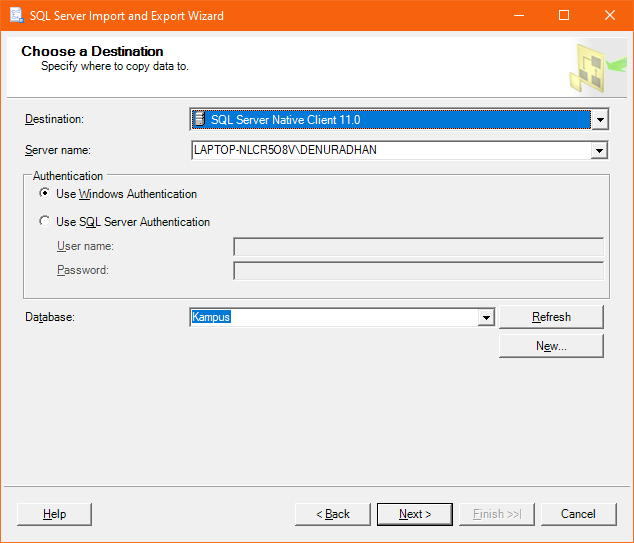 SQL Server Import and Export Wizard
Choose a Destination
Specify where to copy data to.
Destination: SQL Server Native Client 11.0
Server name: LAPTOP-NLCR5O8V\DENURADHAN
Authentication
Use Windows Authentication
Use SQL Server Authentication
User name:
Password:
Database: Kampus Refresh
New...
Help < Back Next > Finish >>| Cancel